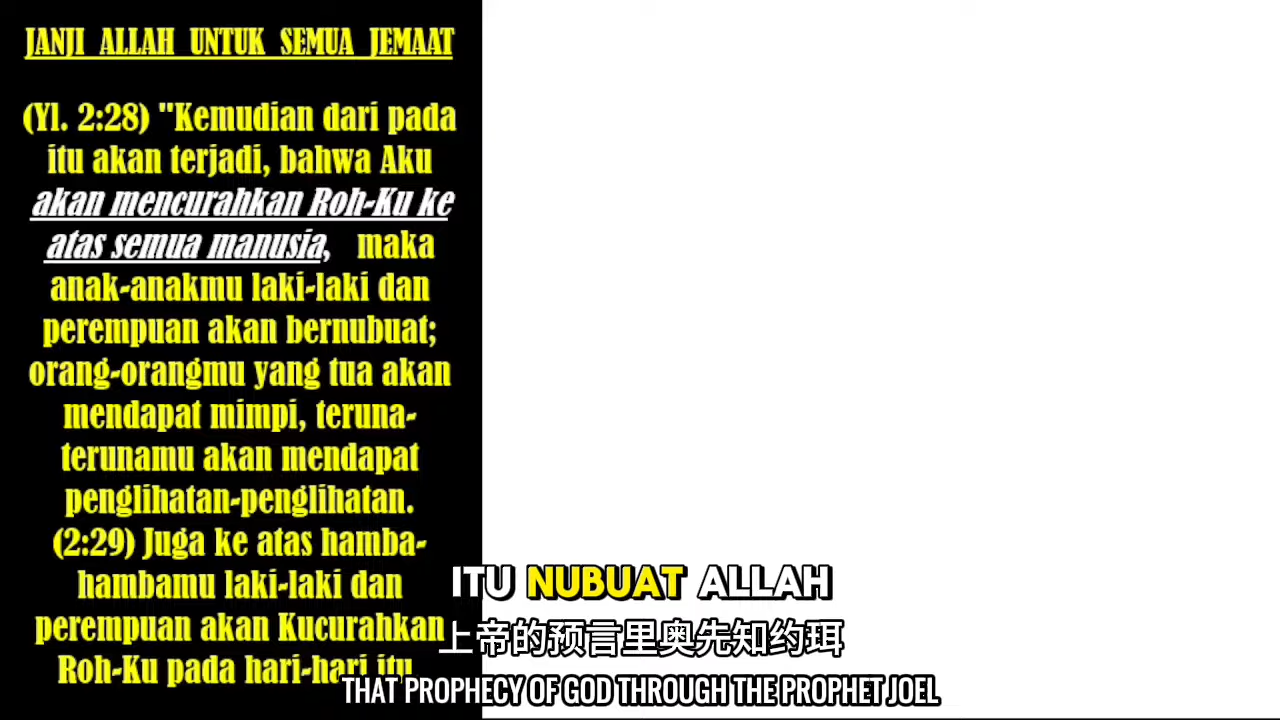 JANJI ALLAH UNTUK SEMUA JEMAAT
(Yl. 2:28) "Kemudian dari pada
itu akan terjadi, bahwa Aku
akan mencurahkan Roh-Ku ke
atas semua manusia, maka
anak-anakmu laki-laki dan
perempuan akan bernubuat;
orang-orangmu yang tua akan
mendapat mimpi, teruna-
terunamu akan mendapat
penglihatan-penglihatan.
(2:29) Juga ke atas hamba-
hambamu laki-laki dan
perempuan akan Kucurahkan
Roh-Ku pada hari-hari itu.
ITU NUBUAT ALLAH
上帝的预言里奥先知约珥
THAT PROPHECY OF GOD THROUGH THE PROPHET JOEL